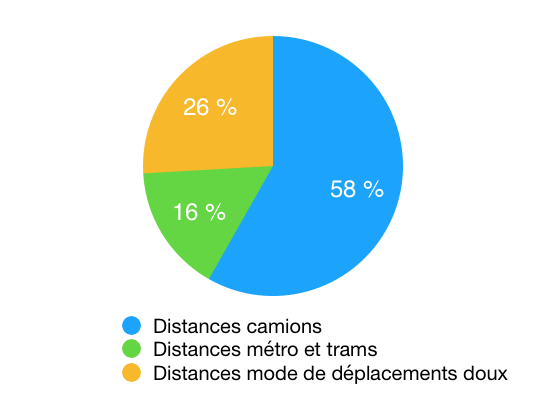 26 %
58 %
16 %
Distances camions
Distances métro et trams
Distances mode de déplacements doux